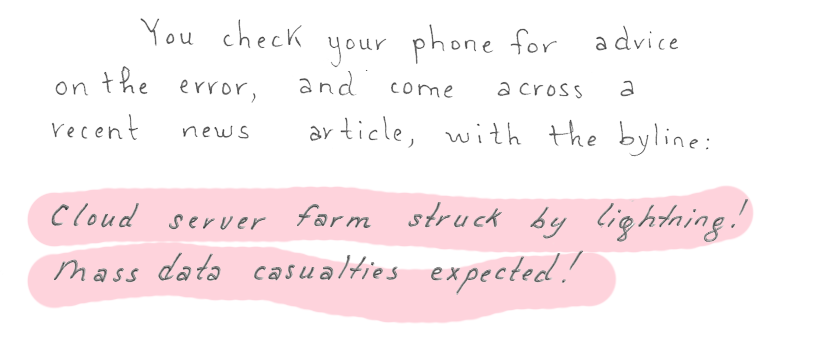 You check your phone for advice
on the error, and come across a
recent news article, with the byline:
Cloud server farm struck by lightning!
Mass data casualties expected!